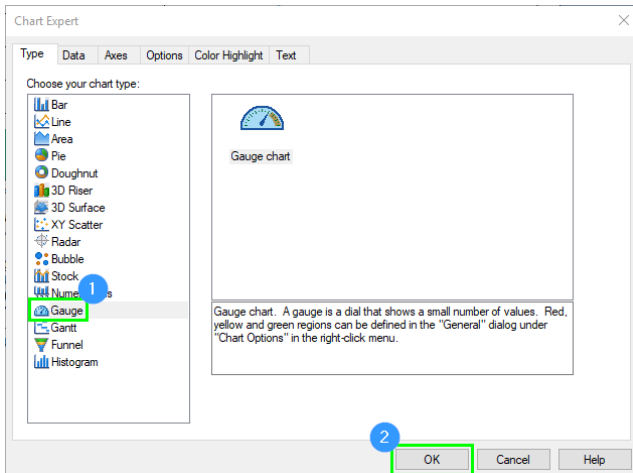 Chart Expert
Type Data Axes Options Color Highlight Text
Choose your chart type:
Bar
Line
Area
Pie
Doughnut
3D Riser
3D Surface
XY Scatter
Radar
Bubble
Stock
1
Gauge
Gantt
Funnel
Histogram
Gauge chart
Gauge chart. A gauge is a dial that shows a small number of values. Red,
yellow and green regions can be defined in the "General" dialog under
"Chart Options" in the right-click menu.
2
OK Cancel Help